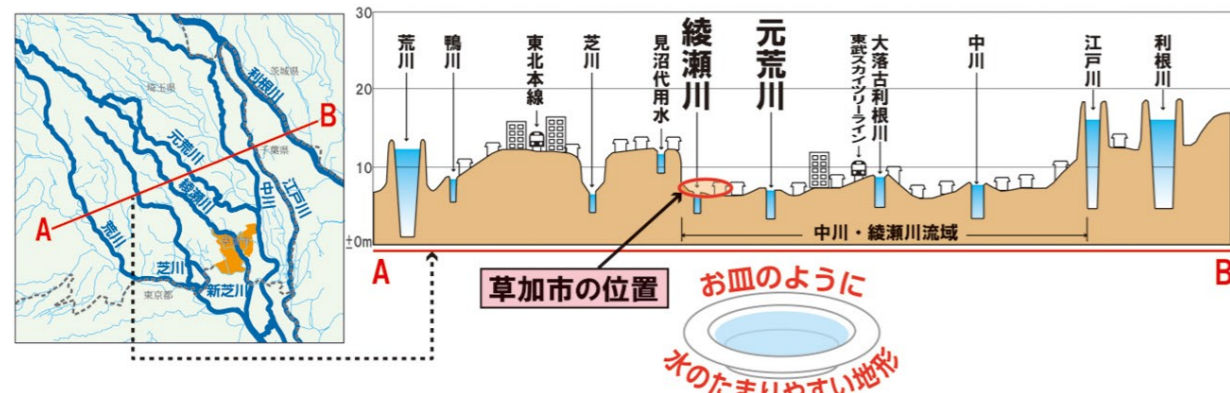 茨城県
利根川
埼玉県
B
元荒川
千葉県
綾瀬川
中川
江戸川
A
荒川
芝川
新芝川
東京都
30
20
10
±0m
荒川
鴨川
東北本線
芝川
見沼代用水
綾瀬川
元荒川
東武スカイツリーライン
大落古利根川
中川
江戸川
利根川
中川・綾瀬川流域
A
B
草加市の位置
お皿のように
水のたまりやすい地形